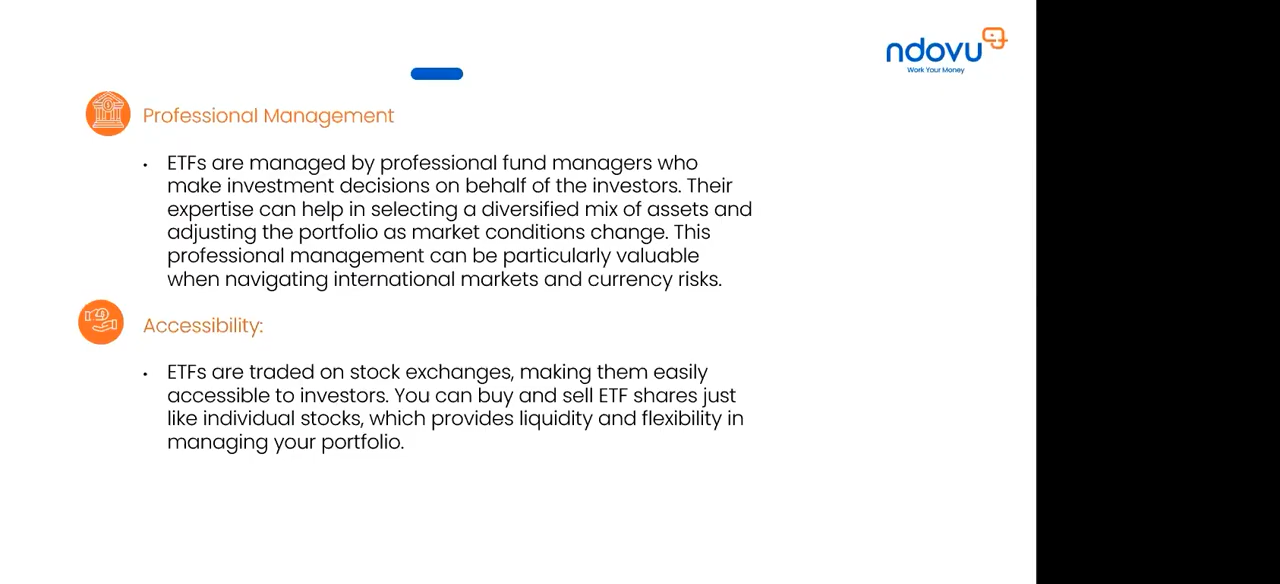 ndovu
Work Your Money
Professional Management
• ETFs are managed by professional fund managers who
make investment decisions on behalf of the investors. Their
expertise can help in selecting a diversified mix of assets and
adjusting the portfolio as market conditions change. This
professional management can be particularly valuable
when navigating international markets and currency risks.
Accessibility:
• ETFs are traded on stock exchanges, making them easily
accessible to investors. You can buy and sell ETF shares just
like individual stocks, which provides liquidity and flexibility in
managing your portfolio.